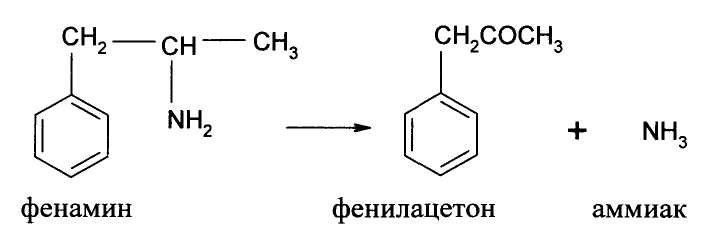 CH₂ CH CH₃ CH₂COCH₃
NH₂ + NH₃
фенамин фенилацетон аммиак